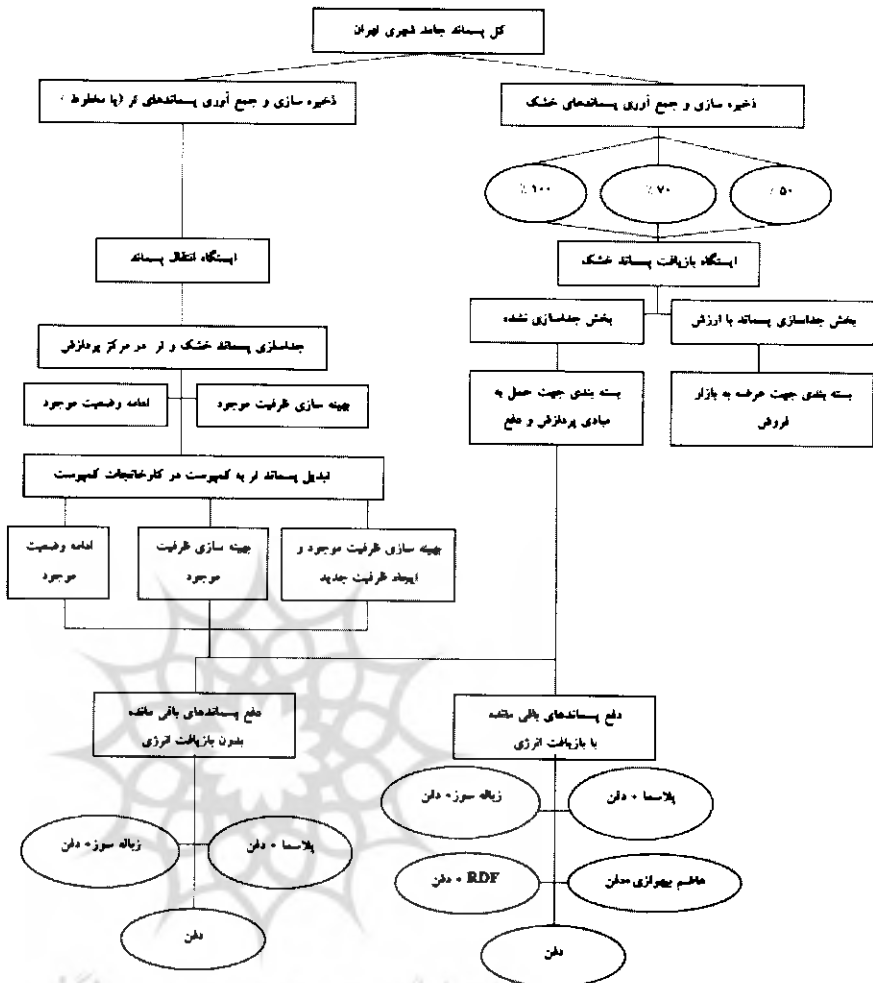 کل پسماند جامد شهری تهران
ذخیره سازی و جمع آوری پسماندهای خشک
ذخیره سازی و جمع آوری پسماندهای تر (یا مخلوط )
٪ ۵۰
٪ ۷۰
٪ ۱۰۰
ایستگاه بازیافت پسماند خشک
ایستگاه انتقال پسماند
بخش جداسازی پسماند با ارزش
بخش جداسازی نشده
جداسازی پسماند خشک و تر در مرکز پردازش
بسته بندی جهت عرضه به بازار
فروش
بسته بندی جهت حمل به
مبادی پردازش و دفع
بهینه سازی ظرفیت موجود
ادامه وضعیت موجود
تبدیل پسماند تر به کمپوست در کارخانجات کمپوست
بهینه سازی ظرفیت موجود و
ایجاد ظرفیت جدید
بهینه سازی ظرفیت
موجود
ادامه وضعیت
موجود
دفع پسماندهای باقی مانده
با بازیافت انرژی
دفع پسماندهای باقی مانده
بدون بازیافت انرژی
پلاسما + دفن
زباله سوز+ دفن
هاضم بیهوازی+دفن
RDF + دفن
دفن
پلاسما + دفن
زباله سوز+ دفن
دفن